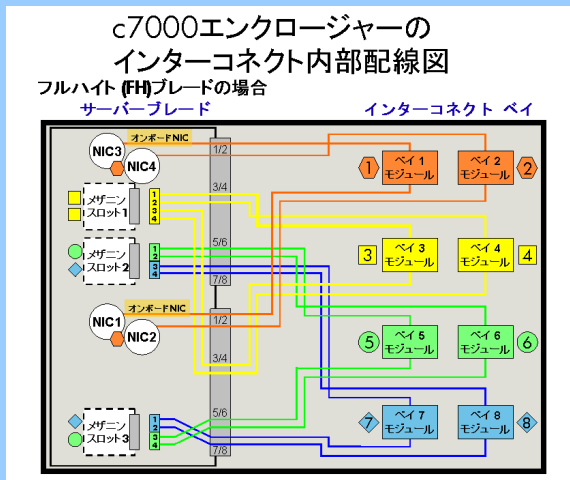 c7000エンクロージャーの
インターコネクト内部配線図
フルハイト (FH)ブレードの場合
サーバーブレード
インターコネクト ベイ
オンボードNIC
NIC3
NIC4
1/2
1
ベイ 1
モジュール
ベイ 2
モジュール
2
3/4
メザニン
スロット1
1
2
3
4
3
ベイ 3
モジュール
ベイ 4
モジュール
4
5/6
メザニン
スロット2
1
2
3
4
7/8
オンボードNIC
NIC1
NIC2
1/2
5
ベイ 5
モジュール
ベイ 6
モジュール
6
3/4
5/6
メザニン
スロット3
1
2
3
4
7
ベイ 7
モジュール
ベイ 8
モジュール
8
7/8